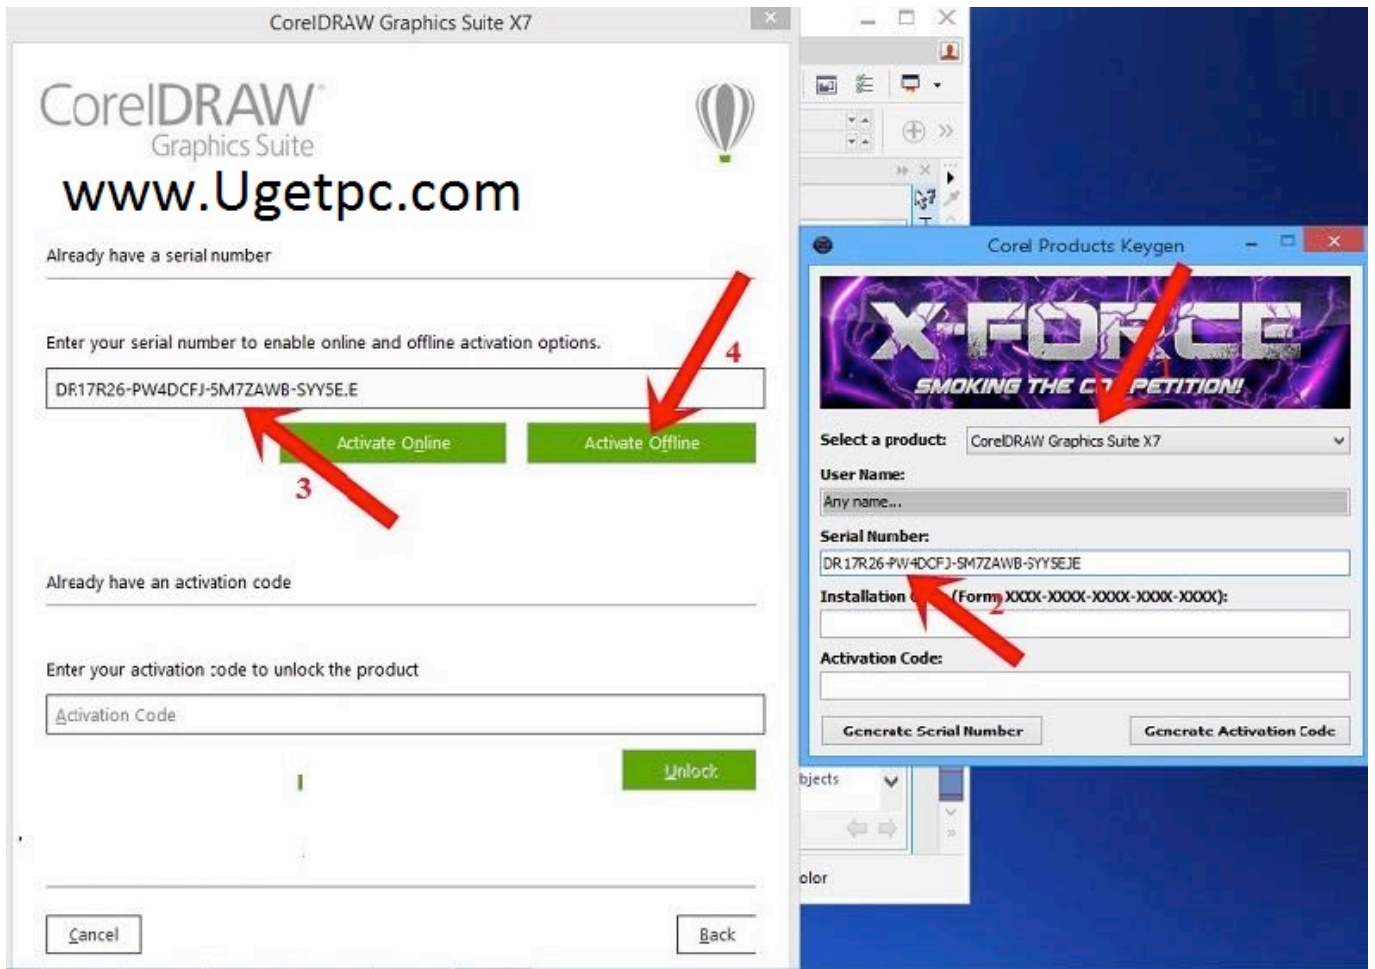 CorelDRAW Graphics Suite X7
CorelDRAW
Graphics Suite
www.Ugetpc.com
Already have a serial number
Enter your serial number to enable online and offline activation options.
4
DR17R26-PW4DCFJ-5M7ZAWB-SYY5EJE
Activate Online
Activate Offline
3
Already have an activation code
Enter your activation code to unlock the product
Activation Code
Unlock
Cancel
Back
Corel Products Keygen
X-FORCE
SMOKING THE COMPETITION!
1
Select a product:
CorelDRAW Graphics Suite X7
User Name:
Any name...
Serial Number:
DR17R26-PW4DCFJ-5M7ZAWB-SYY5EJE
Installation (Form XXXX-XXXX-XXXX-XXXX-XXXX):
2
Activation Code:
Generate Serial Number
Generate Activation Code
bjects
olor